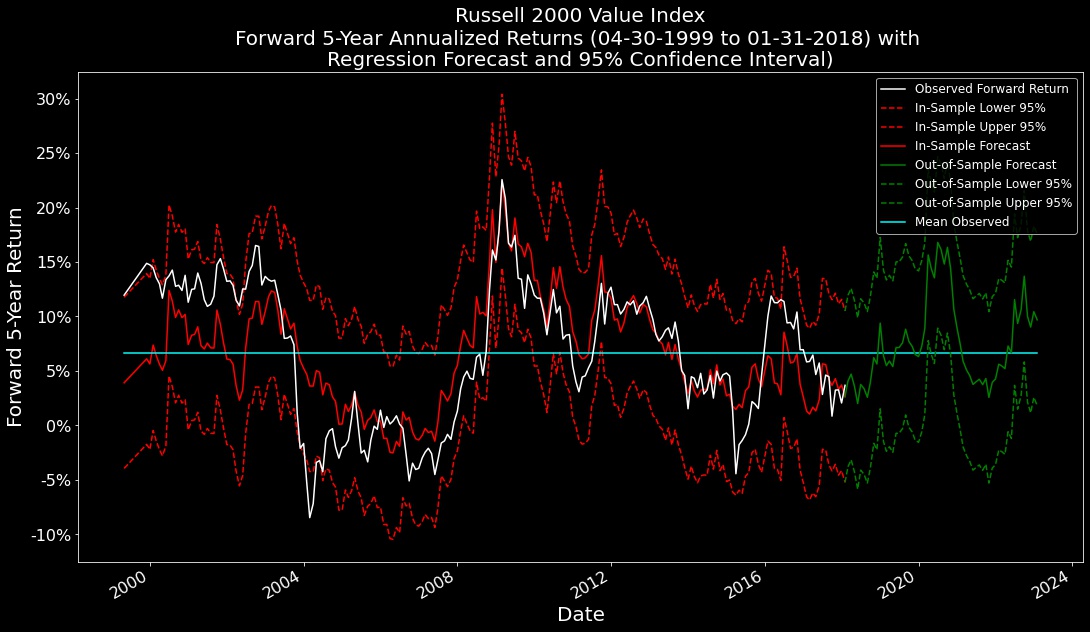 Russell 2000 Value Index
Forward 5-Year Annualized Returns (04-30-1999 to 01-31-2018) with
Regression Forecast and 95% Confidence Interval)
30%
25%
20%
15%
10%
5%
0%
-5%
-10%
Forward 5-Year Return
Observed Forward Return
In-Sample Lower 95%
In-Sample Upper 95%
In-Sample Forecast
Out-of-Sample Forecast
Out-of-Sample Lower 95%
Out-of-Sample Upper 95%
Mean Observed
2000
2004
2008
2012
2016
2020
2024
Date